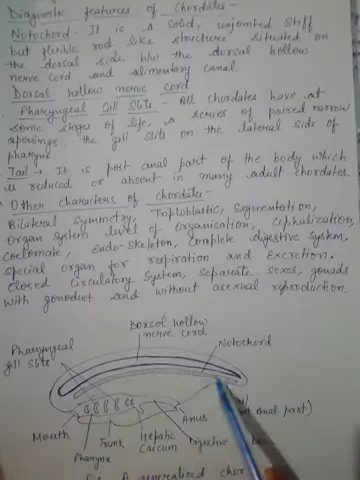 Diagnostic features of Chordates-
Notochord - It is a solid, unjointed stiff
but flexible rod like structure situated on
the dorsal side b/w the dorsal hollow
nerve cord and alimentary canal.
Dorsal hollow nerve cord
Pharyngeal Gill Slits - All chordates have at
some stages of life, a series of paired narrow
openings the gill slits on the lateral side of
pharynx
Tail - It is post anal part of the body which
is reduced or absent in many adult chordates.
Other characters of chordates-
Bilateral Symmetry, Triploblastic, Segmentation,
Organ system level of Organisation, Cephalization,
Coelomate, Endo-Skeleton, Complete digestive System.
special organ for respiration and Excretion.
closed Circulatory System, Separate sexes, gonads
with gonoduct and without asexual reproduction.
Dorsal hollow
nerve cord
Notochord
Pharyngeal
gill slits
anal part)
Mouth
Pharynx
Trunk
Hepatic
Caecum
Anus
Digestive
A generalized chor